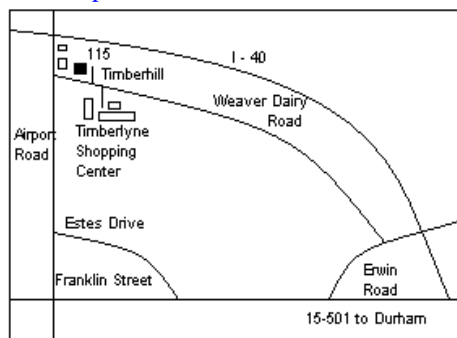 115
I - 40
Timberhill
Weaver Dairy
Road
Airport
Road
Timberlyne
Shopping
Center
Estes Drive
Franklin Street
Erwin
Road
15-501 to Durham